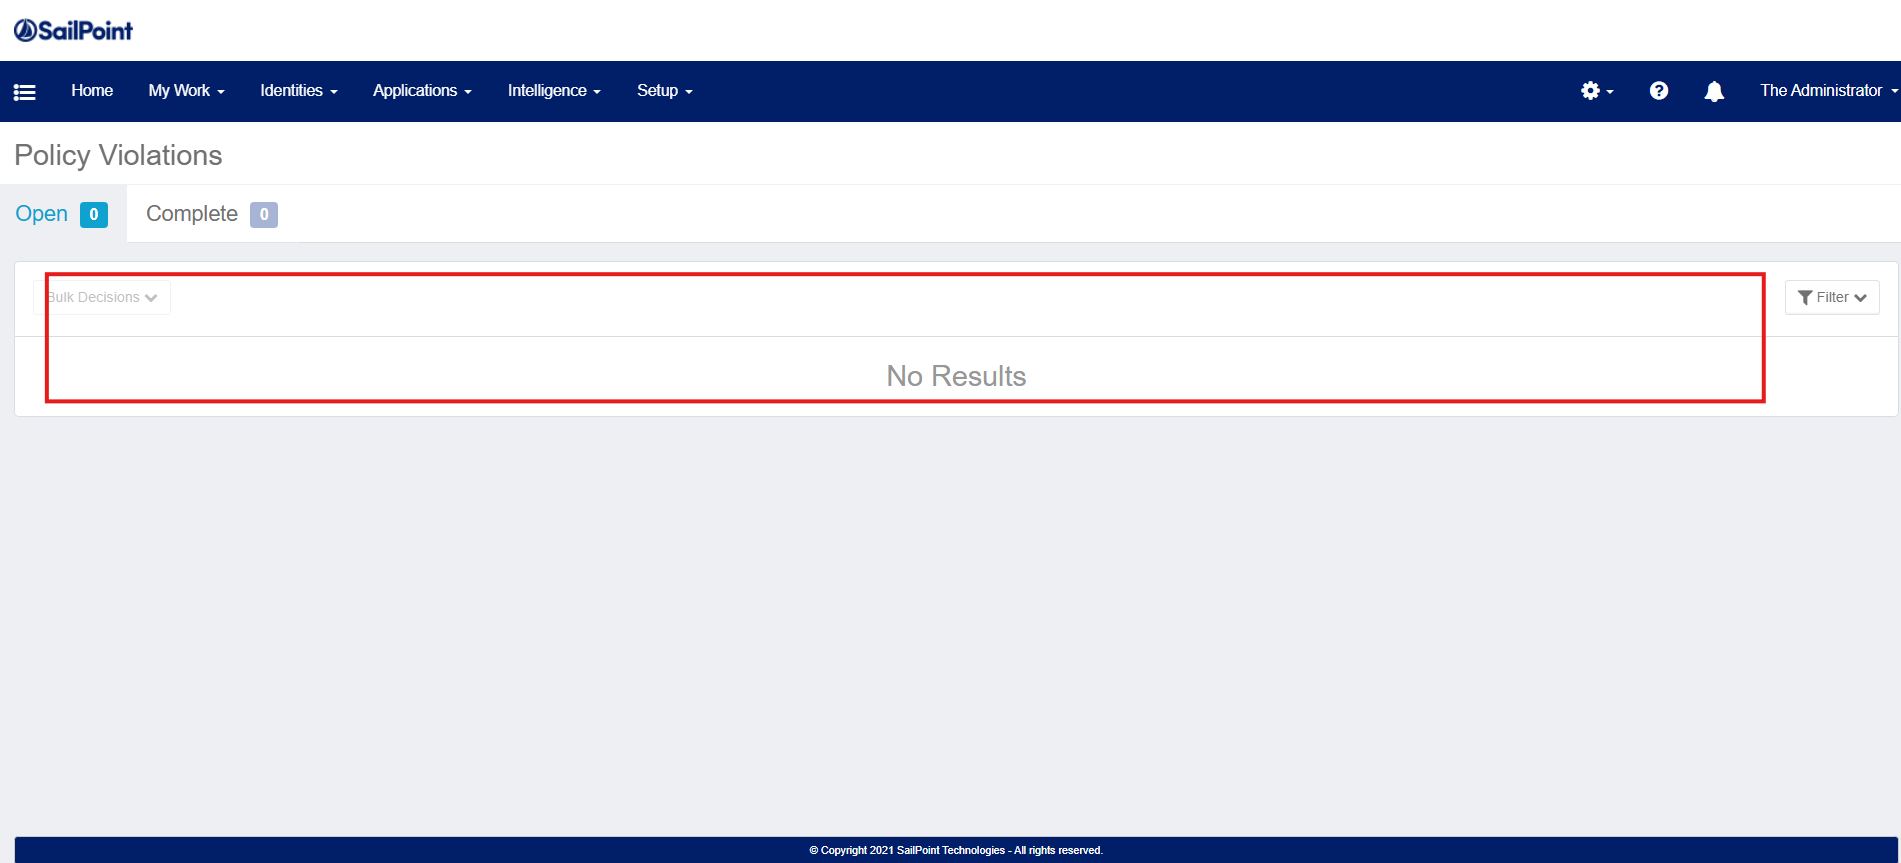 SailPoint
Home My Work Identities Applications Intelligence Setup The Administrator
Policy Violations
Open 0 Complete 0
Bulk Decisions Filter
No Results
© Copyright 2021 SailPoint Technologies - All rights reserved.